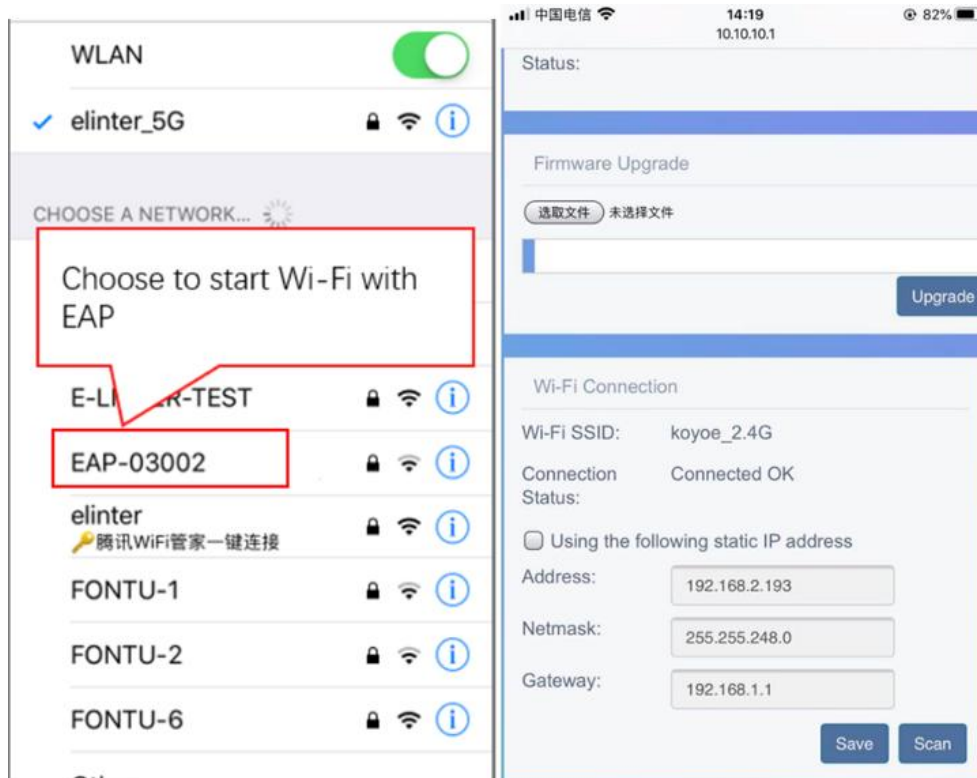 WLAN
elinter_5G
CHOOSE A NETWORK...
Choose to start Wi-Fi with
EAP
EAP-03002
elinter
腾讯WiFi管家一键连接
FONTU-1
FONTU-2
FONTU-6
中国电信
14:19
82%
10.10.10.1
Status:
Firmware Upgrade
选取文件 未选择文件
Upgrade
Wi-Fi Connection
Wi-Fi SSID: koyoe_2.4G
Connection Connected OK
Status:
Using the following static IP address
Address: 192.168.2.193
Netmask: 255.255.248.0
Gateway: 192.168.1.1
Save Scan